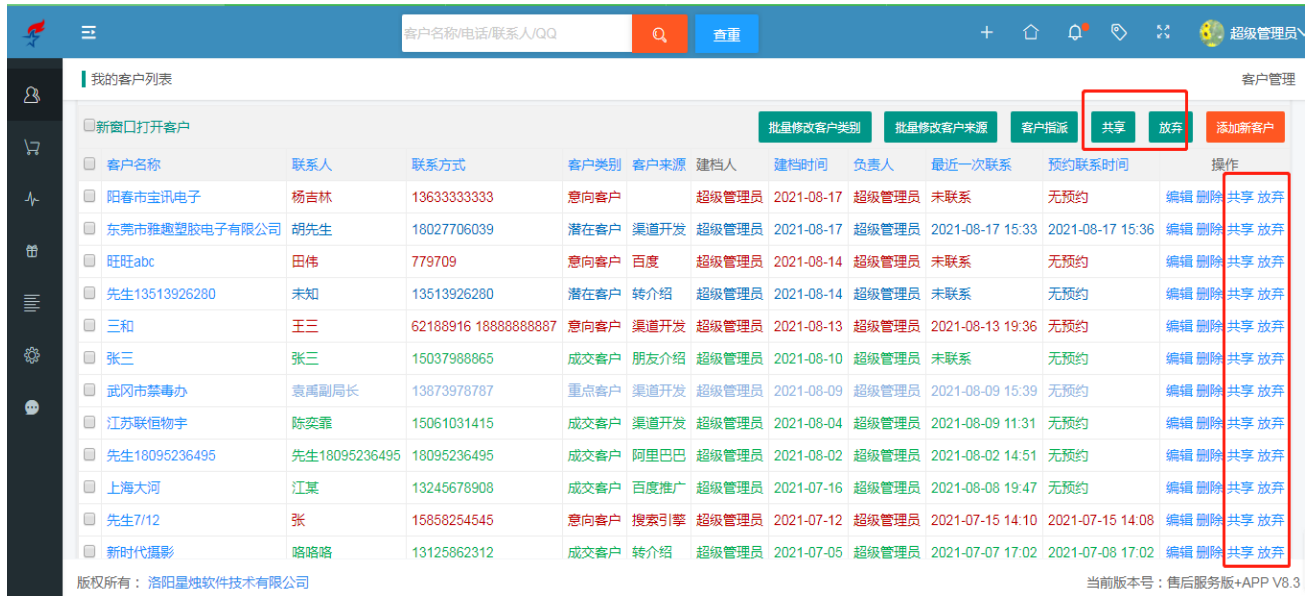 客户名称/电话/联系人/QQ 查重 超级管理员
我的客户列表 客户管理
新窗口打开客户 批量修改客户类别 批量修改客户来源 客户指派 共享 放弃 添加新客户
客户名称 联系人 联系方式 客户类别 客户来源 建档人 建档时间 负责人 最近一次联系 预约联系时间 操作
阳春市宝讯电子 杨吉林 13633333333 意向客户 超级管理员 2021-08-17 超级管理员 未联系 无预约 编辑 删除 共享 放弃
东莞市雅趣塑胶电子有限公司 胡先生 18027706039 潜在客户 渠道开发 超级管理员 2021-08-17 超级管理员 2021-08-17 15:33 2021-08-17 15:36 编辑 删除 共享 放弃
旺旺abc 田伟 779709 意向客户 百度 超级管理员 2021-08-14 超级管理员 未联系 无预约 编辑 删除 共享 放弃
先生13513926280 未知 13513926280 潜在客户 转介绍 超级管理员 2021-08-14 超级管理员 未联系 无预约 编辑 删除 共享 放弃
三和 王三 62188916 18888888887 意向客户 渠道开发 超级管理员 2021-08-13 超级管理员 2021-08-13 19:36 无预约 编辑 删除 共享 放弃
张三 张三 15037988865 成交客户 朋友介绍 超级管理员 2021-08-10 超级管理员 未联系 无预约 编辑 删除 共享 放弃
武冈市禁毒办 袁禹副局长 13873978787 重点客户 渠道开发 超级管理员 2021-08-09 超级管理员 2021-08-09 15:39 无预约 编辑 删除 共享 放弃
江苏联恒物宇 陈奕霏 15061031415 成交客户 渠道开发 超级管理员 2021-08-04 超级管理员 2021-08-09 11:31 无预约 编辑 删除 共享 放弃
先生18095236495 先生18095236495 18095236495 成交客户 阿里巴巴 超级管理员 2021-08-02 超级管理员 2021-08-02 14:51 无预约 编辑 删除 共享 放弃
上海大河 江某 13245678908 成交客户 百度推广 超级管理员 2021-07-16 超级管理员 2021-08-08 19:47 无预约 编辑 删除 共享 放弃
先生7/12 张 15858254545 意向客户 搜索引擎 超级管理员 2021-07-12 超级管理员 2021-07-15 14:10 2021-07-15 14:08 编辑 删除 共享 放弃
新时代摄影 咯咯咯 13125862312 成交客户 转介绍 超级管理员 2021-07-05 超级管理员 2021-07-07 17:02 2021-07-08 17:02 编辑 删除 共享 放弃
版权所有：洛阳星烛软件技术有限公司 当前版本号：售后服务版+APP V8.3